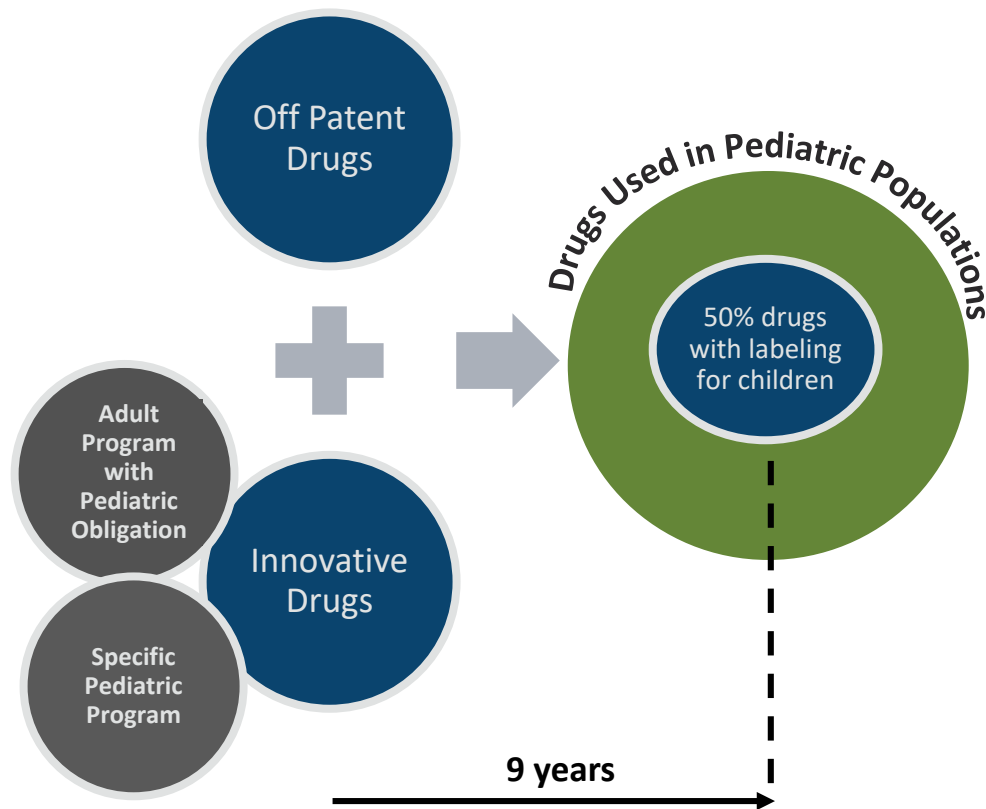 Off Patent
Drugs
Drugs Used in Pediatric Populations
50% drugs
with labeling
for children
Adult
Program
with
Pediatric
Obligation
Innovative
Drugs
Specific
Pediatric
Program
9 years